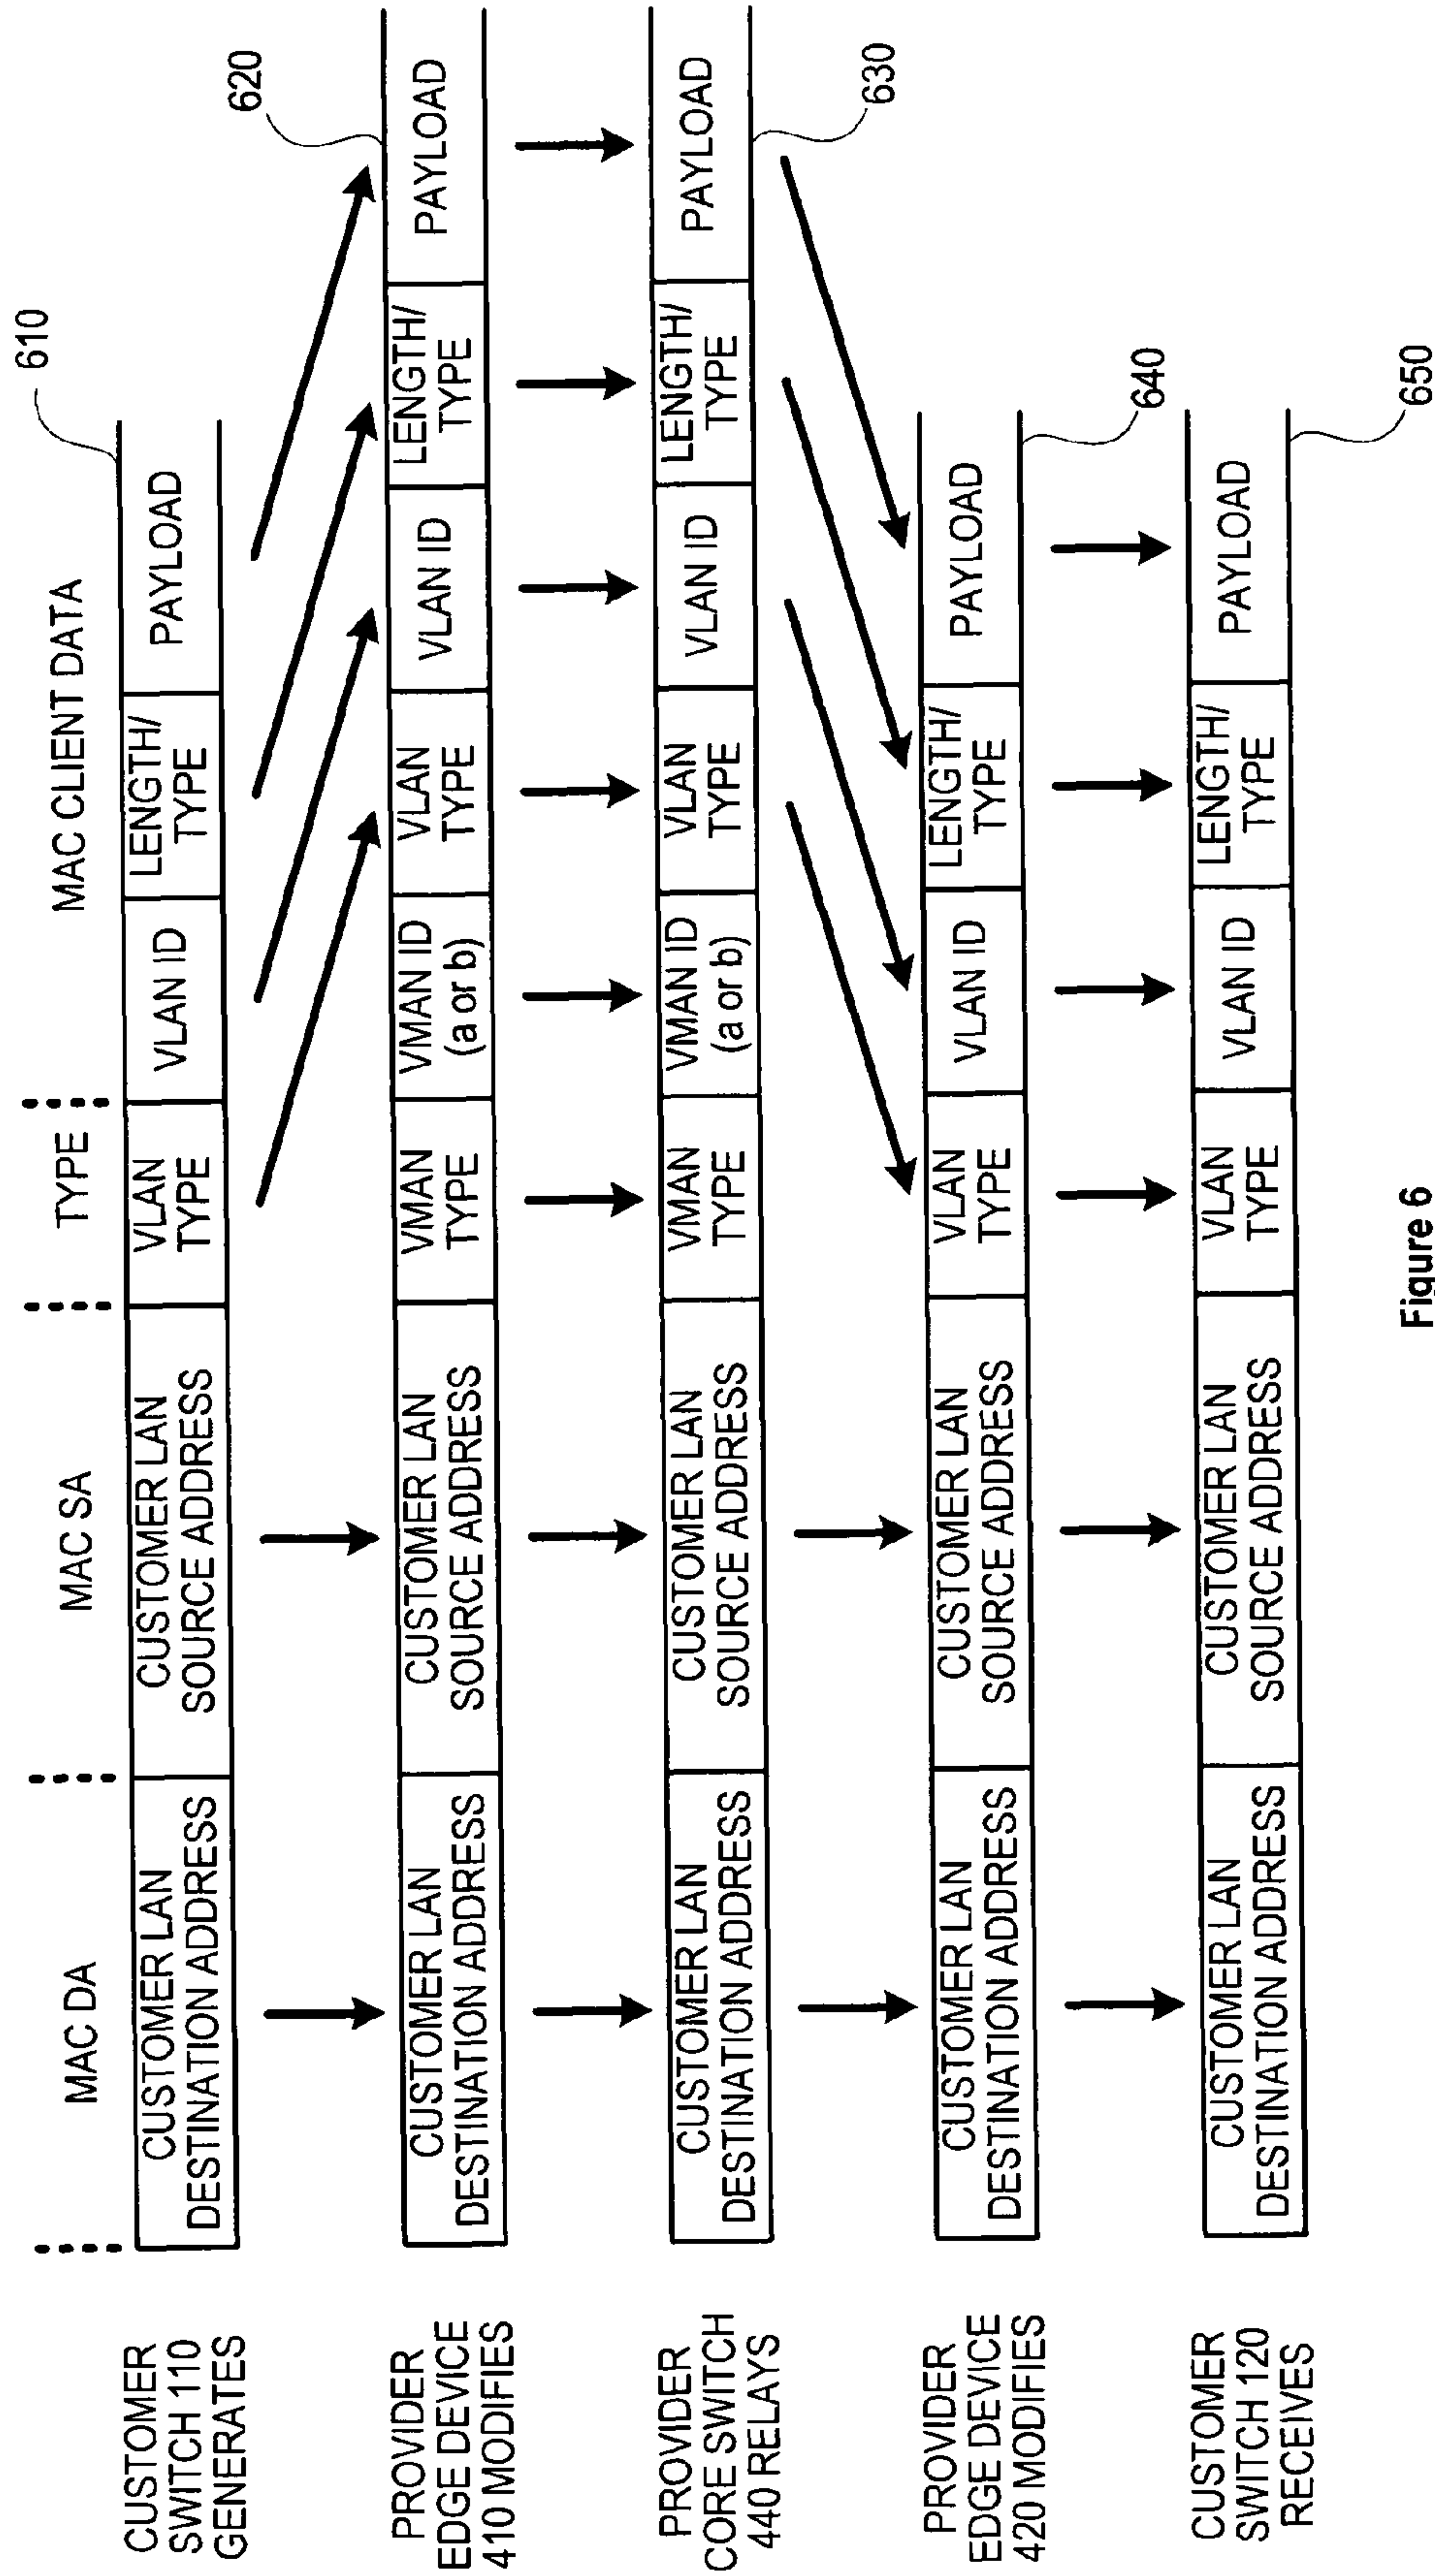 MAC DA
MAC SA
TYPE
MAC CLIENT DATA
610
CUSTOMER
SWITCH 110
GENERATES
CUSTOMER LAN
DESTINATION ADDRESS
CUSTOMER LAN
SOURCE ADDRESS
VLAN
TYPE
VLAN ID
LENGTH/
TYPE
PAYLOAD
620
PROVIDER
EDGE DEVICE
410 MODIFIES
CUSTOMER LAN
DESTINATION ADDRESS
CUSTOMER LAN
SOURCE ADDRESS
VMAN
TYPE
VMAN ID
(a or b)
VLAN
TYPE
VLAN ID
LENGTH/
TYPE
PAYLOAD
PROVIDER
CORE SWITCH
440 RELAYS
CUSTOMER LAN
DESTINATION ADDRESS
CUSTOMER LAN
SOURCE ADDRESS
VMAN
TYPE
VMAN ID
(a or b)
VLAN
TYPE
VLAN ID
LENGTH/
TYPE
PAYLOAD
630
PROVIDER
EDGE DEVICE
420 MODIFIES
CUSTOMER LAN
DESTINATION ADDRESS
CUSTOMER LAN
SOURCE ADDRESS
VLAN
TYPE
VLAN ID
LENGTH/
TYPE
PAYLOAD
640
CUSTOMER
SWITCH 120
RECEIVES
CUSTOMER LAN
DESTINATION ADDRESS
CUSTOMER LAN
SOURCE ADDRESS
VLAN
TYPE
VLAN ID
LENGTH/
TYPE
PAYLOAD
650
Figure 6